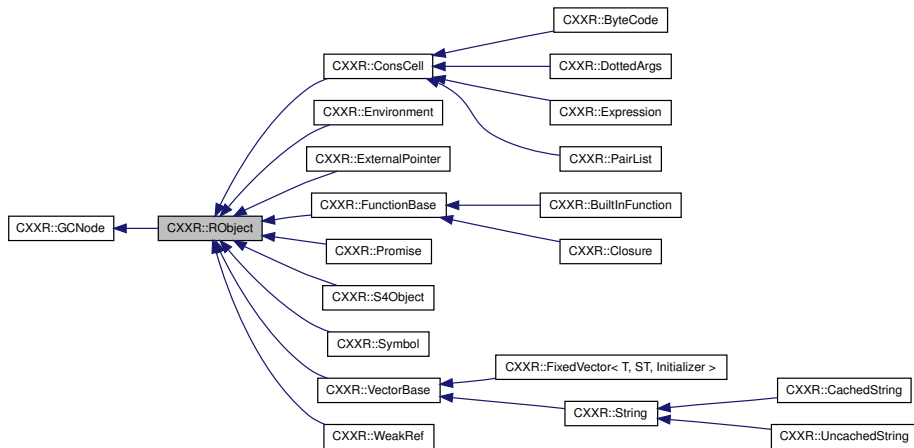 CXXR::ByteCode
CXXR::ConsCell
CXXR::DottedArgs
CXXR::Environment
CXXR::Expression
CXXR::ExternalPointer
CXXR::PairList
CXXR::FunctionBase
CXXR::BuiltInFunction
CXXR::GCNode
CXXR::RObject
CXXR::Promise
CXXR::Closure
CXXR::S4Object
CXXR::Symbol
CXXR::FixedVector< T, ST, Initializer >
CXXR::VectorBase
CXXR::CachedString
CXXR::String
CXXR::WeakRef
CXXR::UncachedString